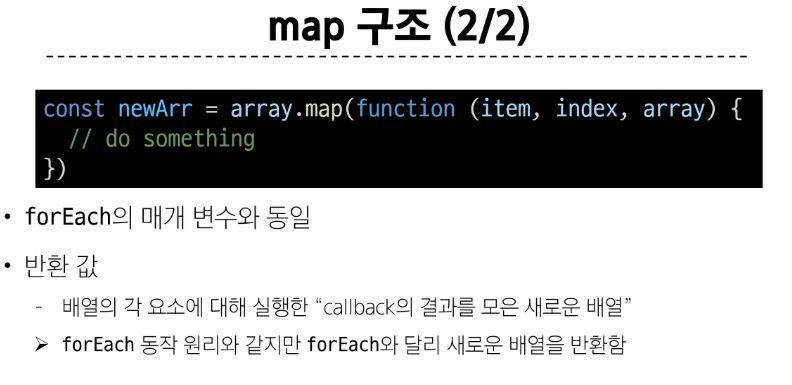 map 구조 (2/2)
const newArr = array.map(function (item, index, array) {
  // do something
})
• forEach의 매개 변수와 동일
• 반환 값
- 배열의 각 요소에 대해 실행한 “callback의 결과를 모은 새로운 배열”
➢ forEach 동작 원리와 같지만 forEach와 달리 새로운 배열을 반환함